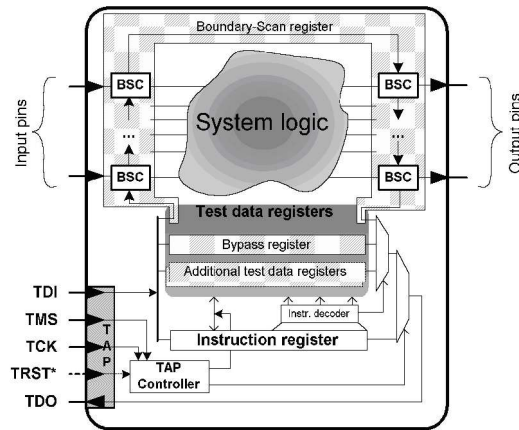 Boundary-Scan register
BSC
BSC
Input pins
...
System logic
...
Output pins
BSC
BSC
Test data registers
Bypass register
Additional test data registers
TDI
TMS
TCK
TRST*
TDO
TAP
Instr. decoder
Instruction register
TAP
Controller